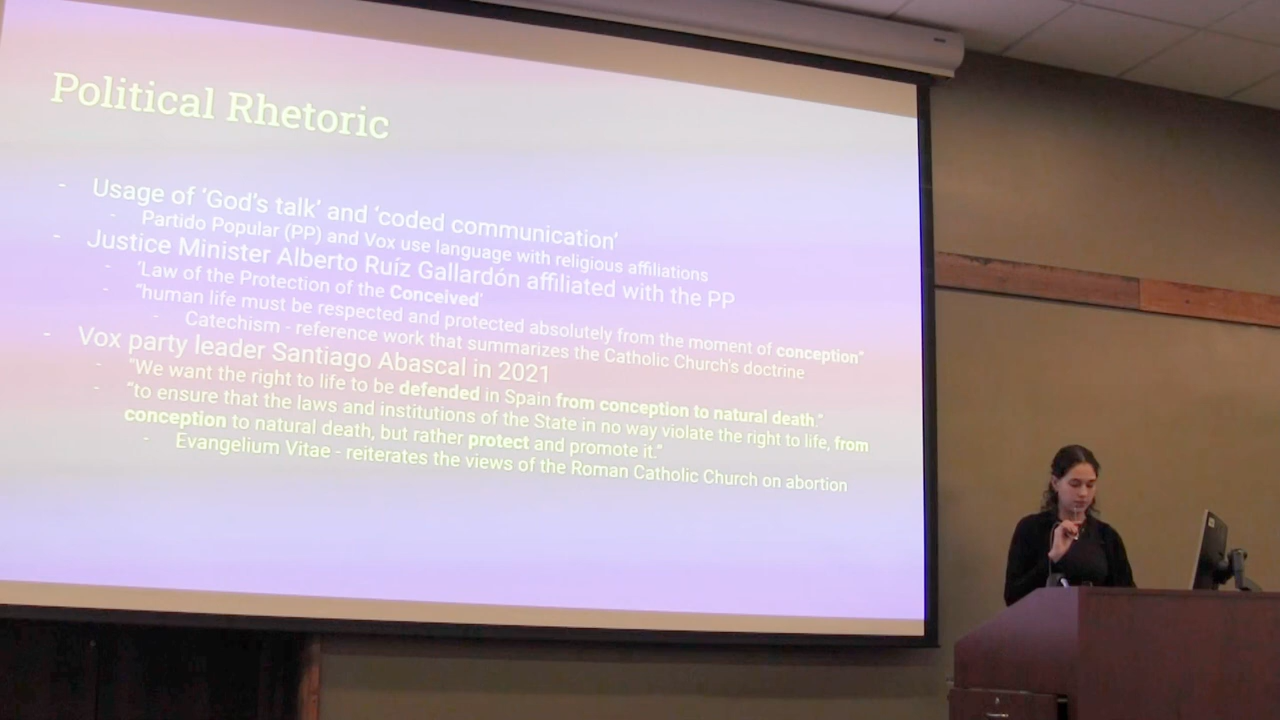 Political Rhetoric
- Usage of ‘God’s talk’ and ‘coded communication’
- Partido Popular (PP) and Vox use language with religious affiliations
- Justice Minister Alberto Ruíz Gallardón affiliated with the PP
- ‘Law of the Protection of the Conceived’
- “human life must be respected and protected absolutely from the moment of conception”
- Catechism - reference work that summarizes the Catholic Church's doctrine
- Vox party leader Santiago Abascal in 2021
- “We want the right to life to be defended in Spain from conception to natural death.”
- “to ensure that the laws and institutions of the State in no way violate the right to life, from
conception to natural death, but rather protect and promote it.”
- Evangelium Vitae - reiterates the views of the Roman Catholic Church on abortion